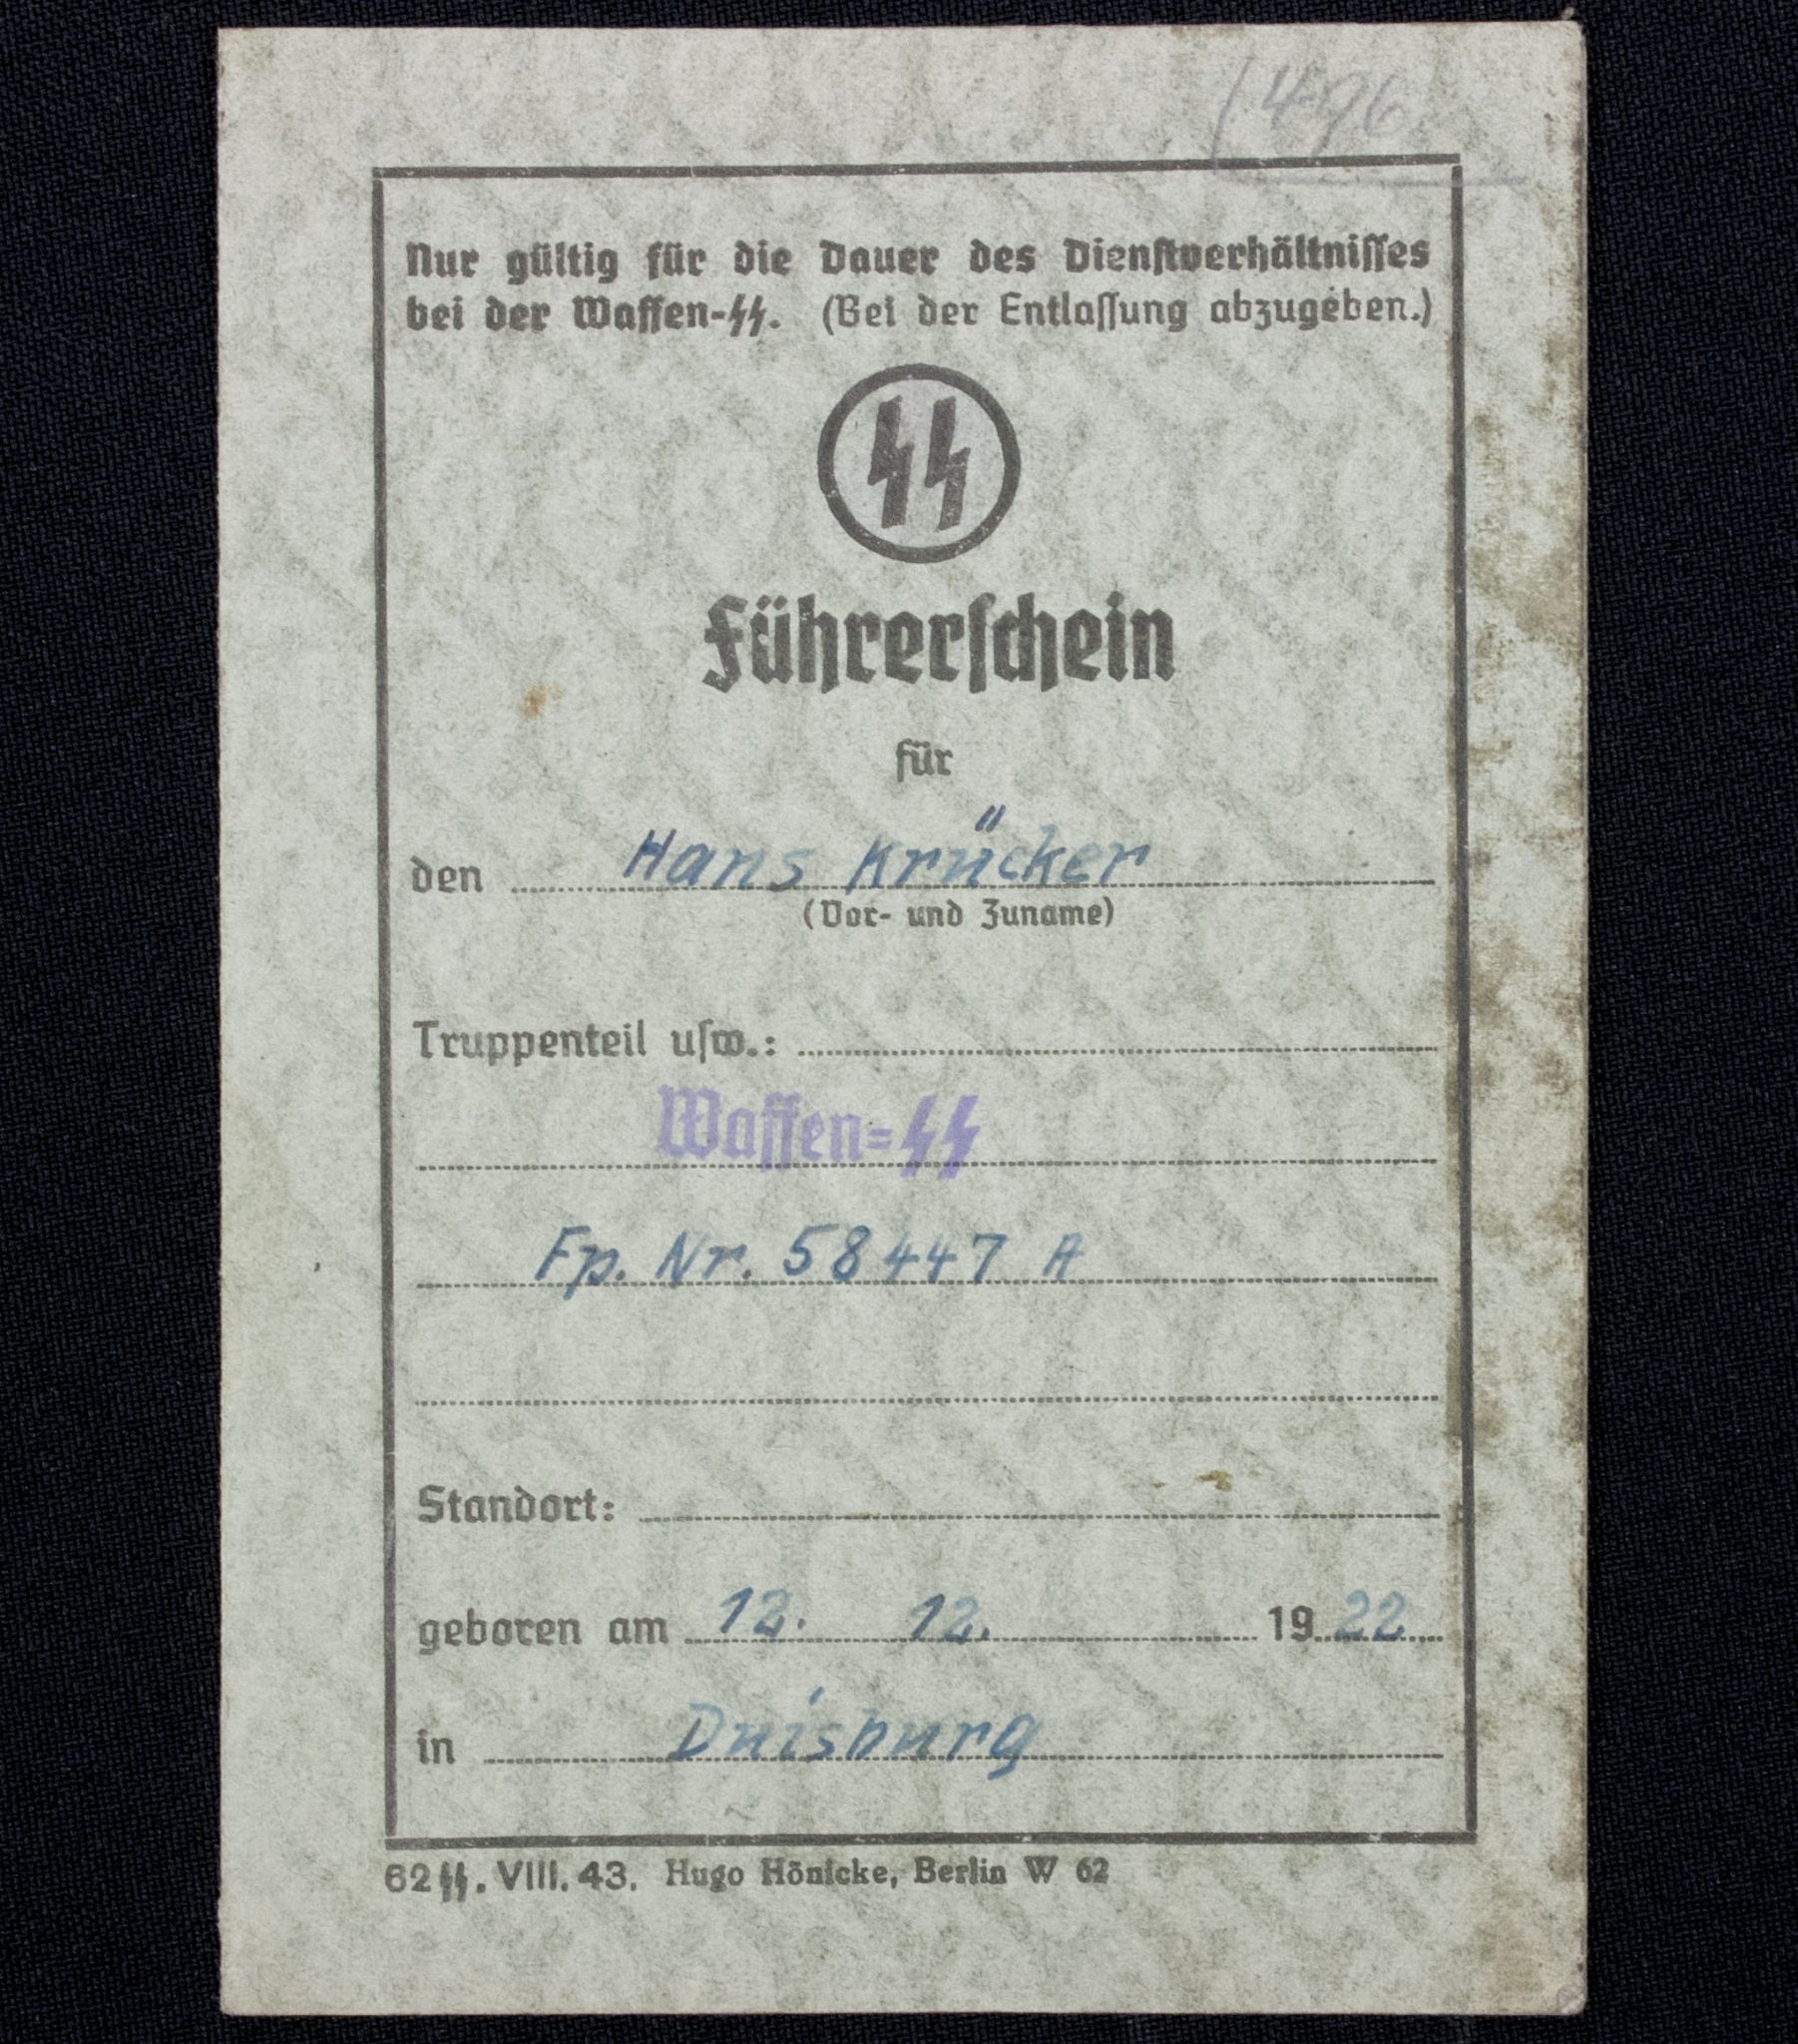 1496
Nur gültig für die Dauer des Dienstverhältnisses
bei der Waffen-SS. (Bei der Entlassung abzugeben.)
SS
Führerschein
für
den Hans Krücker
(Vor- und Zuname)
Truppenteil usw.:
Waffen=SS
Fp. Nr. 58447 A
Standort:
geboren am 12. 12. 1922
in Duisburg
62 SS. VIII. 43. Hugo Hönicke, Berlin W 62